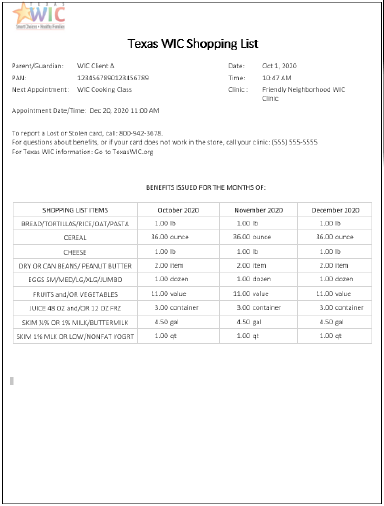 WIC
Texas WIC Shopping List
Parent/Guardian: WIC Client A Date: Oct 1, 2020
PAN: 1234567890123456789 Time: 10:42 AM
Next Appointment: WIC Cooking Class Clinic: Friendly Neighborhood WIC Clinic
Appointment Date/Time: Dec 20, 2020 11:00 AM
To report a Lost or Stolen card, call: 800-942-3678.
For questions about benefits, or if your card does not work in the store, call your clinic: (555) 555-5555
For Texas WIC information: Go to TexasWIC.org
BENEFITS ISSUED FOR THE MONTHS OF:
SHOPPING LIST ITEMS October 2020 November 2020 December 2020
BREAD/TORTILLAS/RICE/OAT/PASTA 1.00 lb 1.00 lb 1.00 lb
CEREAL 36.00 ounce 36.00 ounce 36.00 ounce
CHEESE 1.00 lb 1.00 lb 1.00 lb
DRY OR CAN BEANS/ PEANUT BUTTER 2.00 item 2.00 item 2.00 item
EGGS SM/MED/LG/XLG/JUMBO 1.00 dozen 1.00 dozen 1.00 dozen
FRUITS and/OR VEGETABLES 11.00 value 11.00 value 11.00 value
JUICE 48 OZ and/OR 12 OZ FRZ 3.00 container 3.00 container 3.00 container
SKIM ½% OR 1% MILK/BUTTERMILK 4.50 gal 4.50 gal 4.50 gal
SKIM 1% MLK OR LOW/NONFAT YOGRT 1.00 qt 1.00 qt 1.00 qt